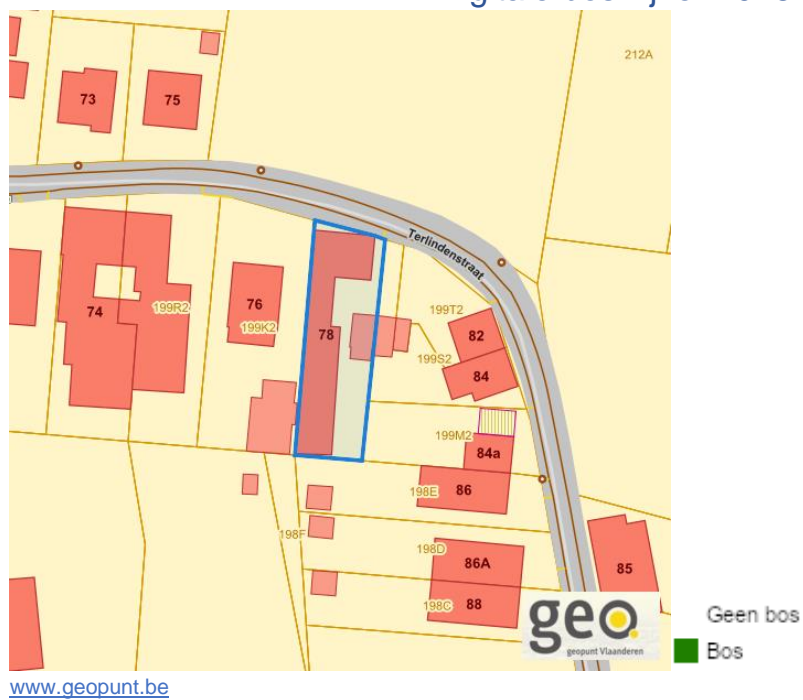 212A
73
75
Terlindenstraat
74
199R2
76
199K2
78
199T2
82
199S2
84
199M2
84a
198E
86
198F
198D
86A
85
198C
88
geo
geopunt Vlaanderen
Geen bos
Bos
www.geopunt.be